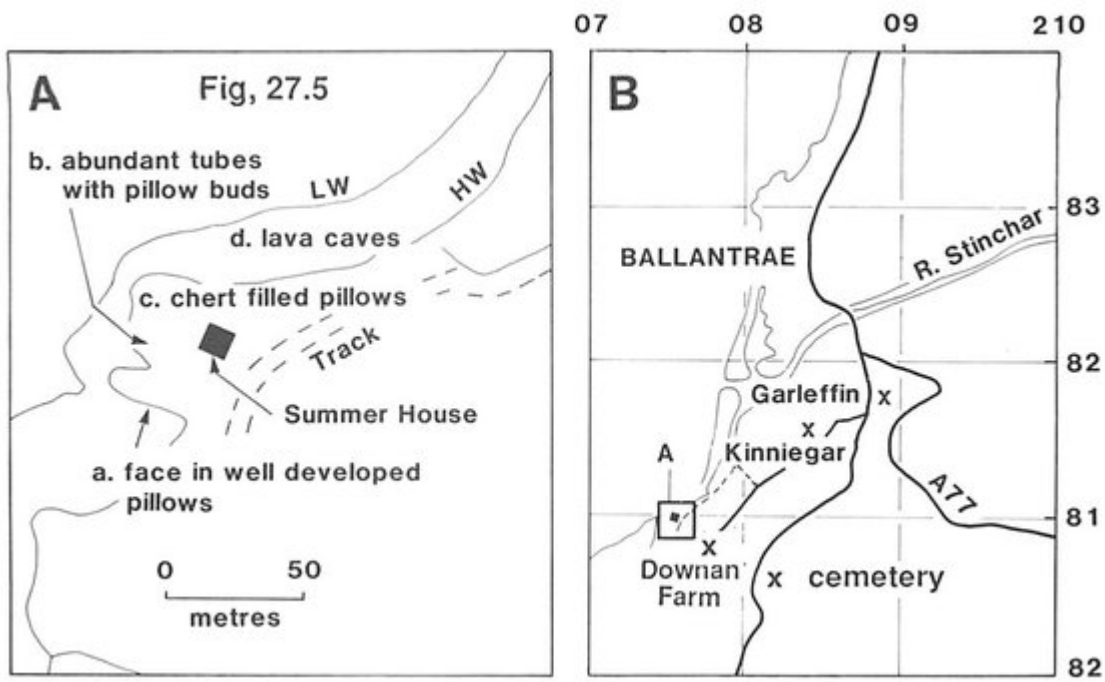 A
Fig, 27.5
b. abundant tubes
with pillow buds
LW
HW
d. lava caves
c. chert filled pillows
Track
Summer House
a. face in well developed
pillows
0 50
metres
07 08 09 210
B
83
BALLANTRAE
R. Stinchar
82
Garleffin
x
x
Kinniegar
A
A77
81
x
Downan
Farm
x cemetery
82